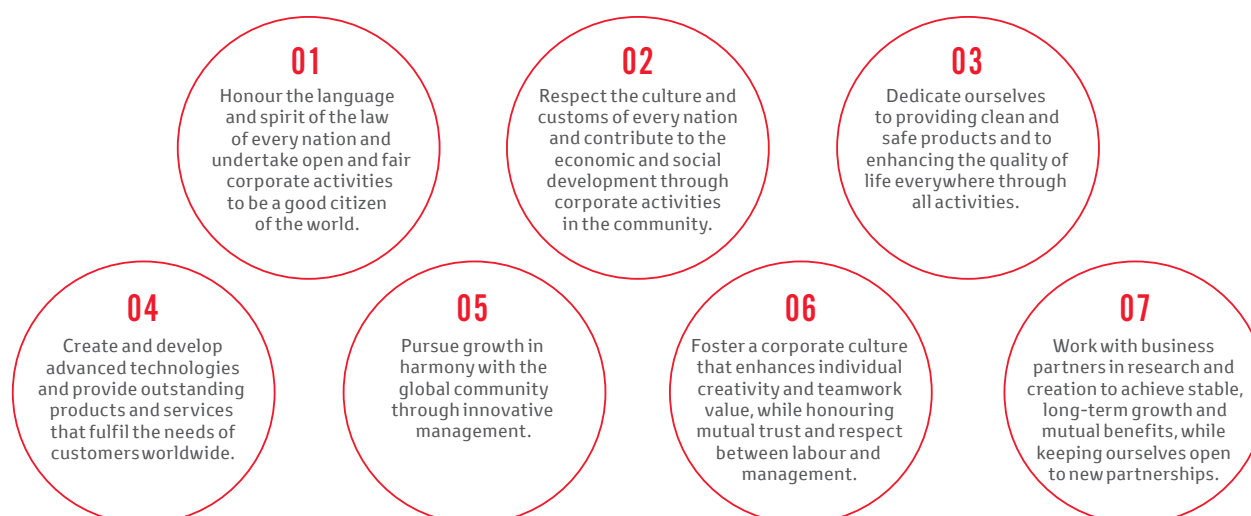 01
Honour the language
and spirit of the law
of every nation and
undertake open and fair
corporate activities
to be a good citizen
of the world.
02
Respect the culture and
customs of every nation
and contribute to the
economic and social
development through
corporate activities
in the community.
03
Dedicate ourselves
to providing clean and
safe products and to
enhancing the quality of
life everywhere through
all activities.
04
Create and develop
advanced technologies
and provide outstanding
products and services
that fulfil the needs of
customers worldwide.
05
Pursue growth in
harmony with the
global community
through innovative
management.
06
Foster a corporate culture
that enhances individual
creativity and teamwork
value, while honouring
mutual trust and respect
between labour and
management.
07
Work with business
partners in research and
creation to achieve stable,
long-term growth and
mutual benefits, while
keeping ourselves open
to new partnerships.